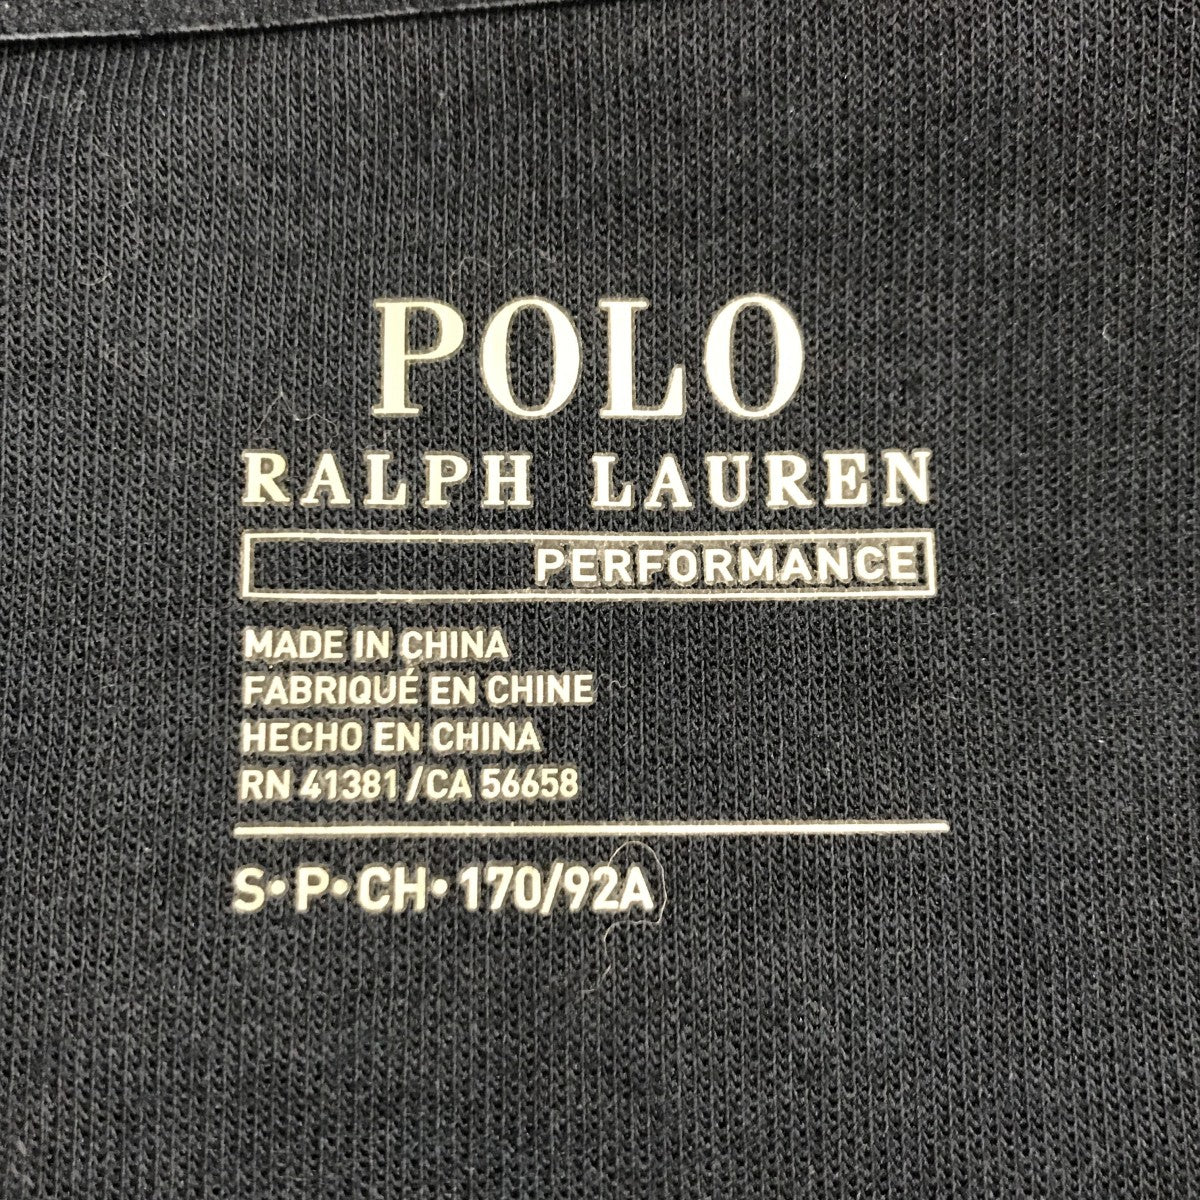 POLO
RALPH LAUREN
PERFORMANCE
MADE IN CHINA
FABRIQUÉ EN CHINE
HECHO EN CHINA
RN 41381/CA 56658
S•P•CH•170/92A